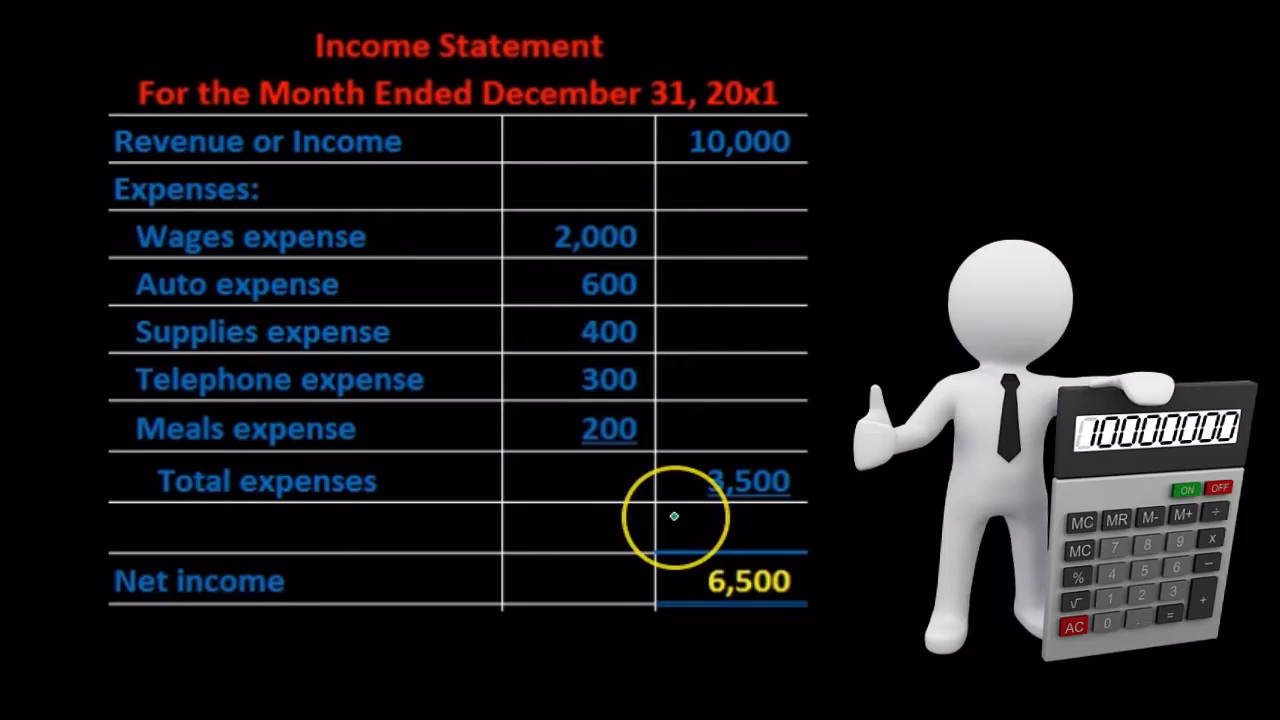 Income Statement
For the Month Ended December 31, 20x1
Revenue or Income 10,000
Expenses:
Wages expense 2,000
Auto expense 600
Supplies expense 400
Telephone expense 300
Meals expense 200
Total expenses 3,500
Net income 6,500
10000000
ON OFF
MC MR M- M+ ÷
MC 7 8 9 x
% 4 5 6 −
√ 1 2 3 +
AC 0 . =